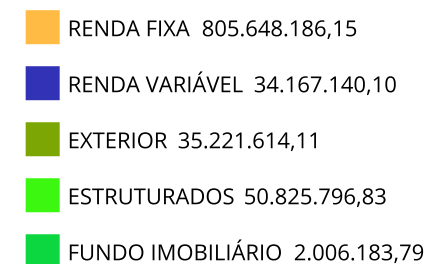 RENDA FIXA 805.648.186,15
RENDA VARIÁVEL 34.167.140,10
EXTERIOR 35.221.614,11
ESTRUTURADOS 50.825.796,83
FUNDO IMOBILIÁRIO 2.006.183,79